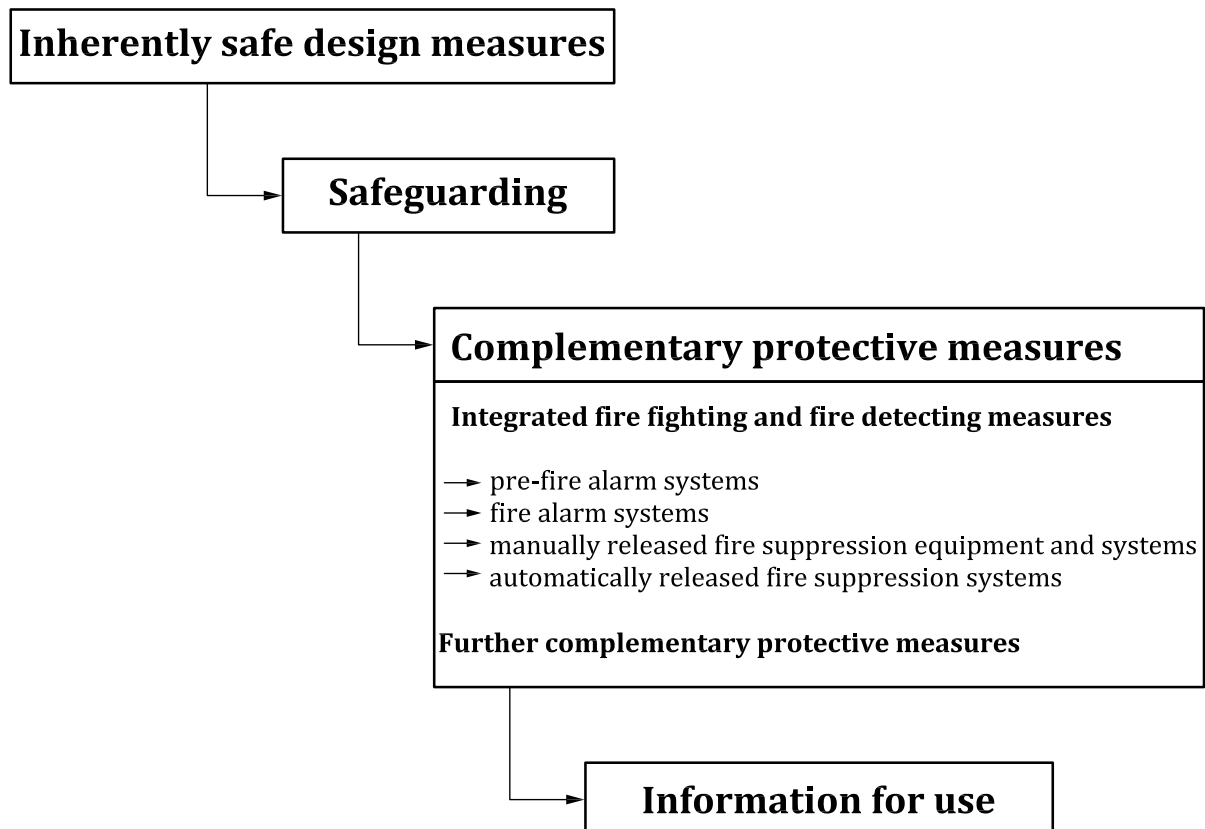 Inherently safe design measures
Safeguarding
Complementary protective measures
Integrated fire fighting and fire detecting measures
pre-fire alarm systems
fire alarm systems
manually released fire suppression equipment and systems
automatically released fire suppression systems
Further complementary protective measures
Information for use